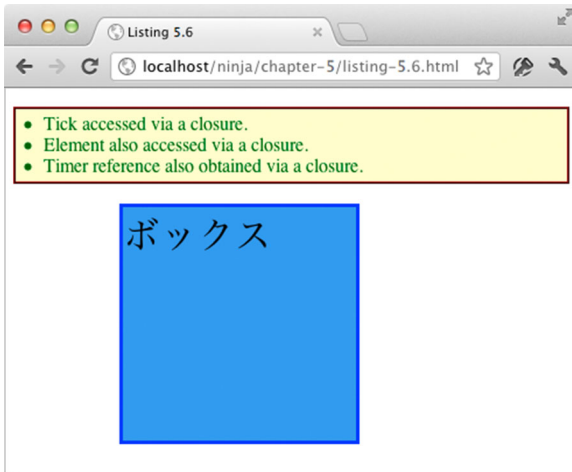 Listing 5.6
localhost/ninja/chapter-5/listing-5.6.html
Tick accessed via a closure.
Element also accessed via a closure.
Timer reference also obtained via a closure.
ボックス